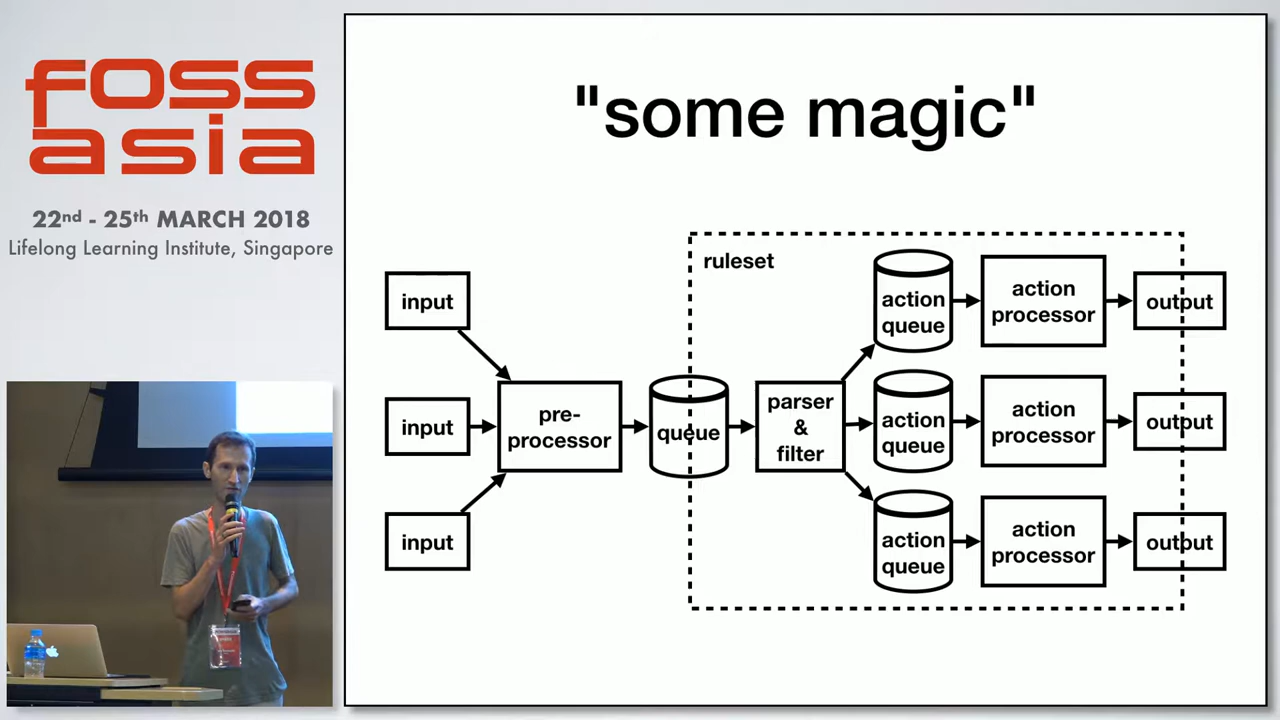 foss
asia
22nd - 25th MARCH 2018
Lifelong Learning Institute, Singapore
"some magic"
ruleset
input
input
input
pre-
processor
queue
parser
&
filter
action
queue
action
processor
output
action
queue
action
processor
output
action
queue
action
processor
output